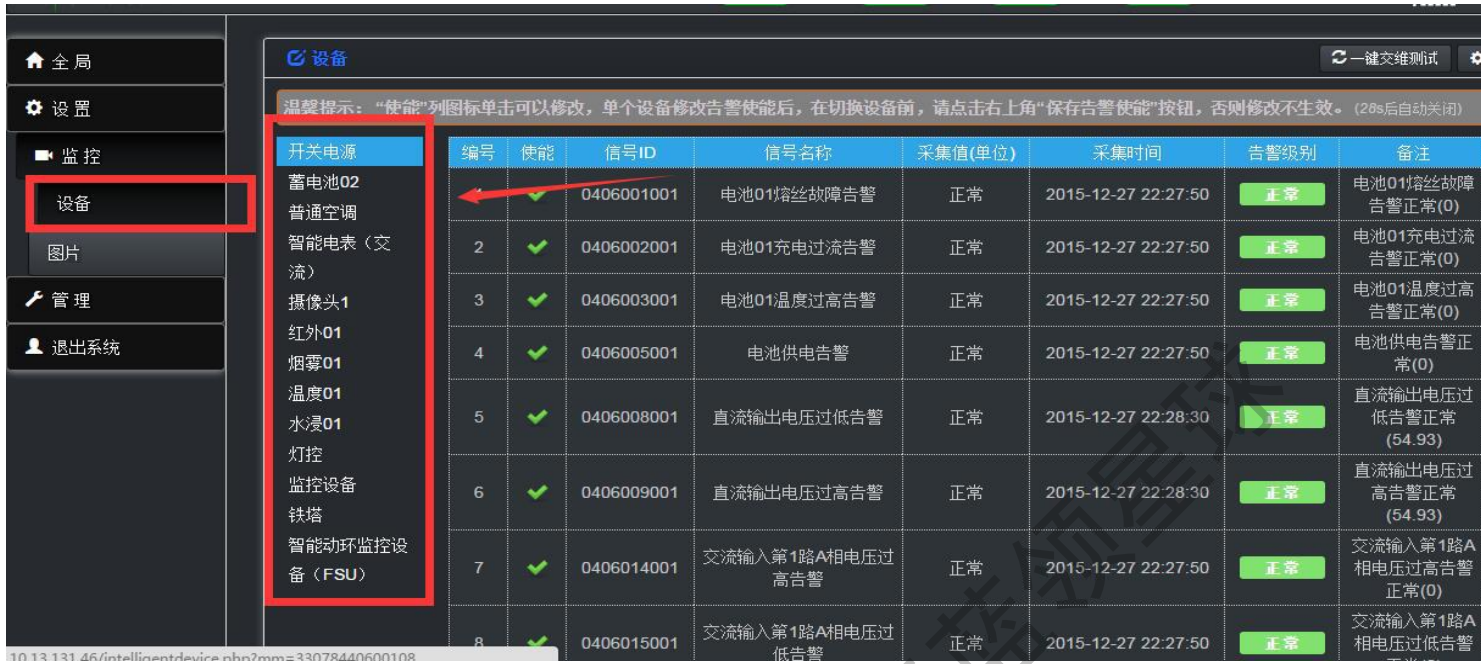 全局
设置
监控
设备
图片
管理
退出系统
设备
一键交维测试
温馨提示：“使能”列图标单击可以修改，单个设备修改告警使能后，在切换设备前，请点击右上角“保存告警使能”按钮，否则修改不生效。(28s后自动关闭)
开关电源
蓄电池02
普通空调
智能电表（交
流）
摄像头1
红外01
烟雾01
温度01
水浸01
灯控
监控设备
铁塔
智能动环监控设
备（FSU）
编号 使能 信号ID 信号名称 采集值(单位) 采集时间 告警级别 备注
0406001001 电池01熔丝故障告警 正常 2015-12-27 22:27:50 正常 电池01熔丝故障
告警正常(0)
2 0406002001 电池01充电过流告警 正常 2015-12-27 22:27:50 正常 电池01充电过流
告警正常(0)
3 0406003001 电池01温度过高告警 正常 2015-12-27 22:27:50 正常 电池01温度过高
告警正常(0)
4 0406005001 电池供电告警 正常 2015-12-27 22:27:50 正常 电池供电告警正
常(0)
5 0406008001 直流输出电压过低告警 正常 2015-12-27 22:28:30 正常 直流输出电压过
低告警正常
(54.93)
6 0406009001 直流输出电压过高告警 正常 2015-12-27 22:28:30 正常 直流输出电压过
高告警正常
(54.93)
7 0406014001 交流输入第1路A相电压过
高告警 正常 2015-12-27 22:27:50 正常 交流输入第1路A
相电压过高告警
正常(0)
8 0406015001 交流输入第1路A相电压过
低告警 正常 2015-12-27 22:27:50 正常 交流输入第1路A
相电压过低告警
10.13.131.46/intelligentdevice.php?mm=33078440600108
蓝领星球